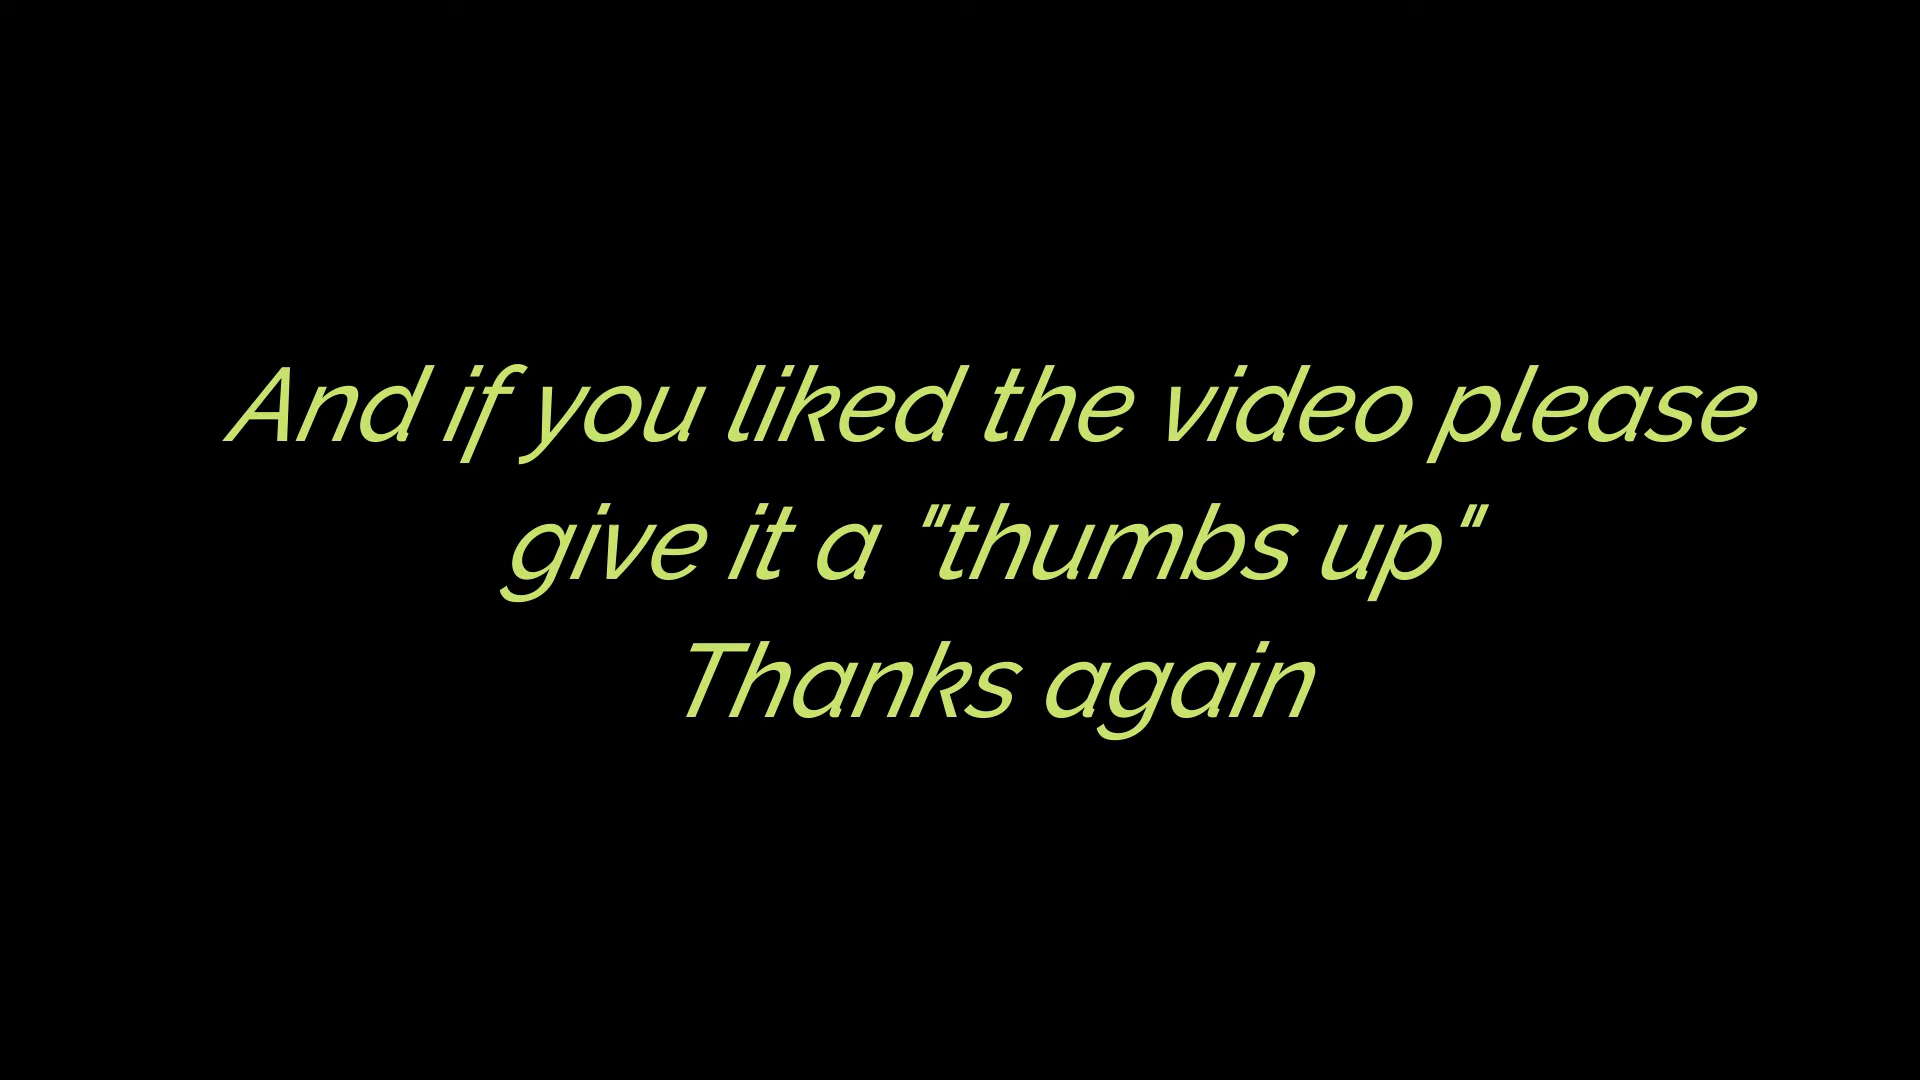 And if you liked the video please
give it a "thumbs up"
Thanks again